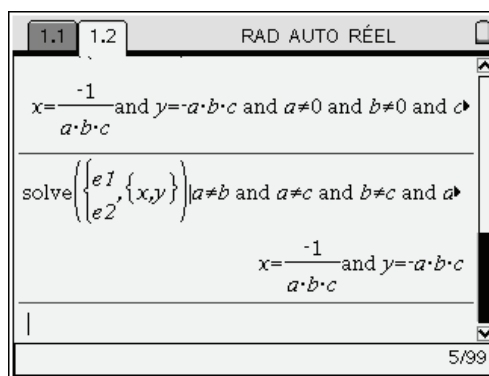 1.1 1.2 RAD AUTO RÉEL
x=-1/(a·b·c) and y=-a·b·c and a≠0 and b≠0 and c▸
solve({e1 e2,{x,y})|a≠b and a≠c and b≠c and a▸
x=-1/(a·b·c) and y=-a·b·c
5/99